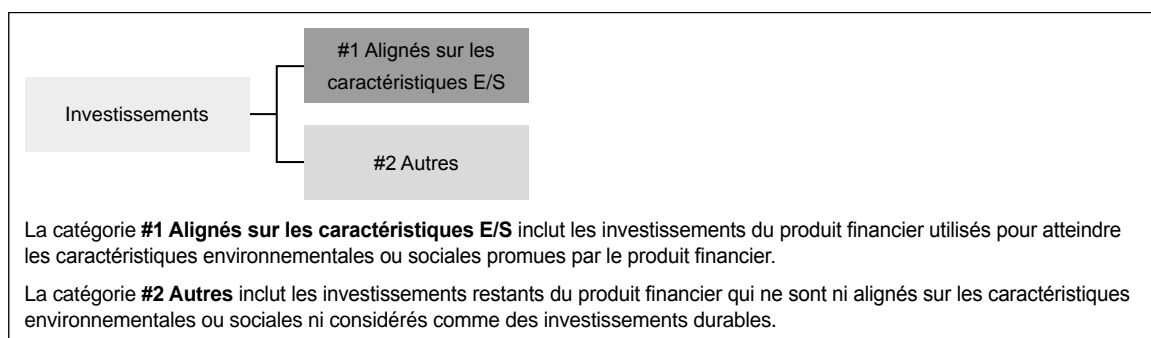 #1 Alignés sur les
caractéristiques E/S
Investissements
#2 Autres
La catégorie #1 Alignés sur les caractéristiques E/S inclut les investissements du produit financier utilisés pour atteindre
les caractéristiques environnementales ou sociales promues par le produit financier.
La catégorie #2 Autres inclut les investissements restants du produit financier qui ne sont ni alignés sur les caractéristiques
environnementales ou sociales ni considérés comme des investissements durables.